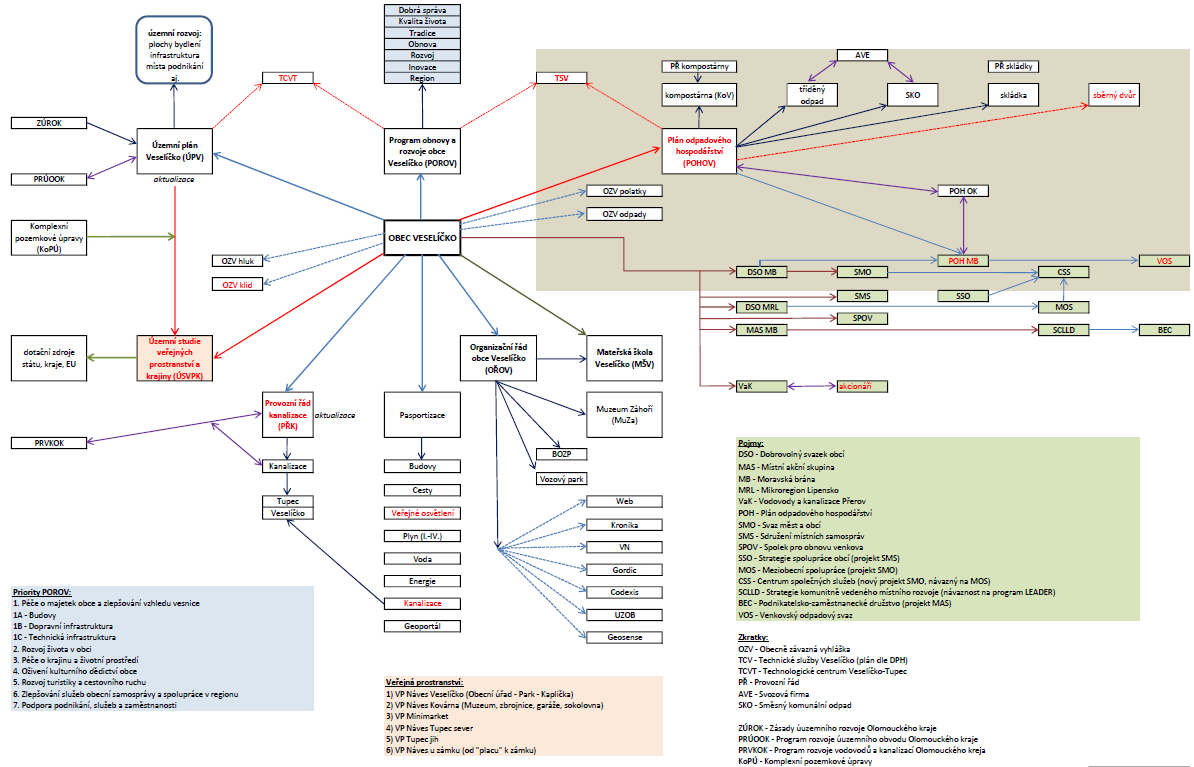 Dobrá správa
Kvalita života
Tradice
Obnova
Rozvoj
Inovace
Region
územní rozvoj:
plochy bydlení
infrastruktura
místa podnikání
aj.
TCVT
TSV
PŘ kompostárny
AVE
PŘ skládky
kompostárna (KoV)
tříděný
odpad
SKO
skládka
sběrný dvůr
ZÚROK
PRÚOOK
Územní plán
Veselíčko (ÚPV)
aktualizace
Program obnovy a
rozvoje obce
Veselíčko (POROV)
Plán odpadového
hospodářství
(POHOV)
OZV polatky
OZV odpady
POH OK
Komplexní
pozemkové úpravy
(KoPÚ)
OBEC VESELÍČKO
OZV hluk
OZV klid
POH MB
VOS
DSO MB
SMO
CSS
SMS
SSO
DSO MRL
MOS
SPOV
MAS MB
SCLLD
BEC
VaK
akcionáři
dotační zdroje
státu, kraje, EU
Územní studie
veřejných
prostranství a
krajiny (ÚSVPK)
Organizační řád
obce Veselíčko
(OŘOV)
Mateřská škola
Veselíčko (MŠV)
Provozní řád
kanalizace
(PŘK)
aktualizace
Pasportizace
Muzeum Záhoří
(MuZa)
PRVKOK
BOZP
Vozový park
Kanalizace
Tupec
Veselíčko
Budovy
Cesty
Veřejné osvětlení
Plyn (I.-IV.)
Voda
Energie
Kanalizace
Geoportál
Web
Kronika
VN
Gordic
Codexis
UZOB
Geosense
Pojmy:
DSO - Dobrovolný svazek obcí
MAS - Místní akční skupina
MB - Moravská brána
MRL - Mikroregion Lipensko
VaK - Vodovody a kanalizace Přerov
POH - Plán odpadového hospodářství
SMO - Svaz měst a obcí
SMS - Sdružení místních samospráv
SPOV - Spolek pro obnovu venkova
SSO - Strategie spolupráce obcí (projekt SMS)
MOS - Meziobecní spolupráce (projekt SMO)
CSS - Centrum společných služeb (nový projekt SMO, návazný na MOS)
SCLLD - Strategie komunitně vedeného místního rozvoje (návaznost na program LEADER)
BEC - Podnikatelsko-zaměstnanecké družstvo (projekt MAS)
VOS - Venkovský odpadový svaz
Priority POROV:
1. Péče o majetek obce a zlepšování vzhledu vesnice
1A - Budovy
1B - Dopravní infrastruktura
1C - Technická infrastruktura
2. Rozvoj života v obci
3. Péče o krajinu a životní prostředí
4. Oživení kulturního dědictví obce
5. Rozvoj turistiky a cestovního ruchu
6. Zlepšování služeb obecní samosprávy a spolupráce v regionu
7. Podpora podnikání, služeb a zaměstnanosti
Veřejná prostranství:
1) VP Náves Veselíčko (Obecní úřad - Park - Kaplička)
2) VP Náves Kovárna (Muzeum, zbrojnice, garáže, sokolovna)
3) VP Minimarket
4) VP Náves Tupec sever
5) VP Tupec jih
6) VP Náves u zámku (od "placu" k zámku)
Zkratky:
OZV - Obecně závazná vyhláška
TCV - Technické služby Veselíčko (plán dle DPH)
TCVT - Technologické centrum Veselíčko-Tupec
PŘ - Provozní řád
AVE - Svozová firma
SKO - Směsný komunální odpad
ZÚROK - Zásady úuzemního rozvoje Olomouckého kraje
PRÚOOK - Program rozvoje úuzemního obvodu Olomouckého kraje
PRVKOK - Program rozvoje vodovodů a kanalizací Olomouckého kreja
KoPÚ - Komplexní pozemkové úpravy